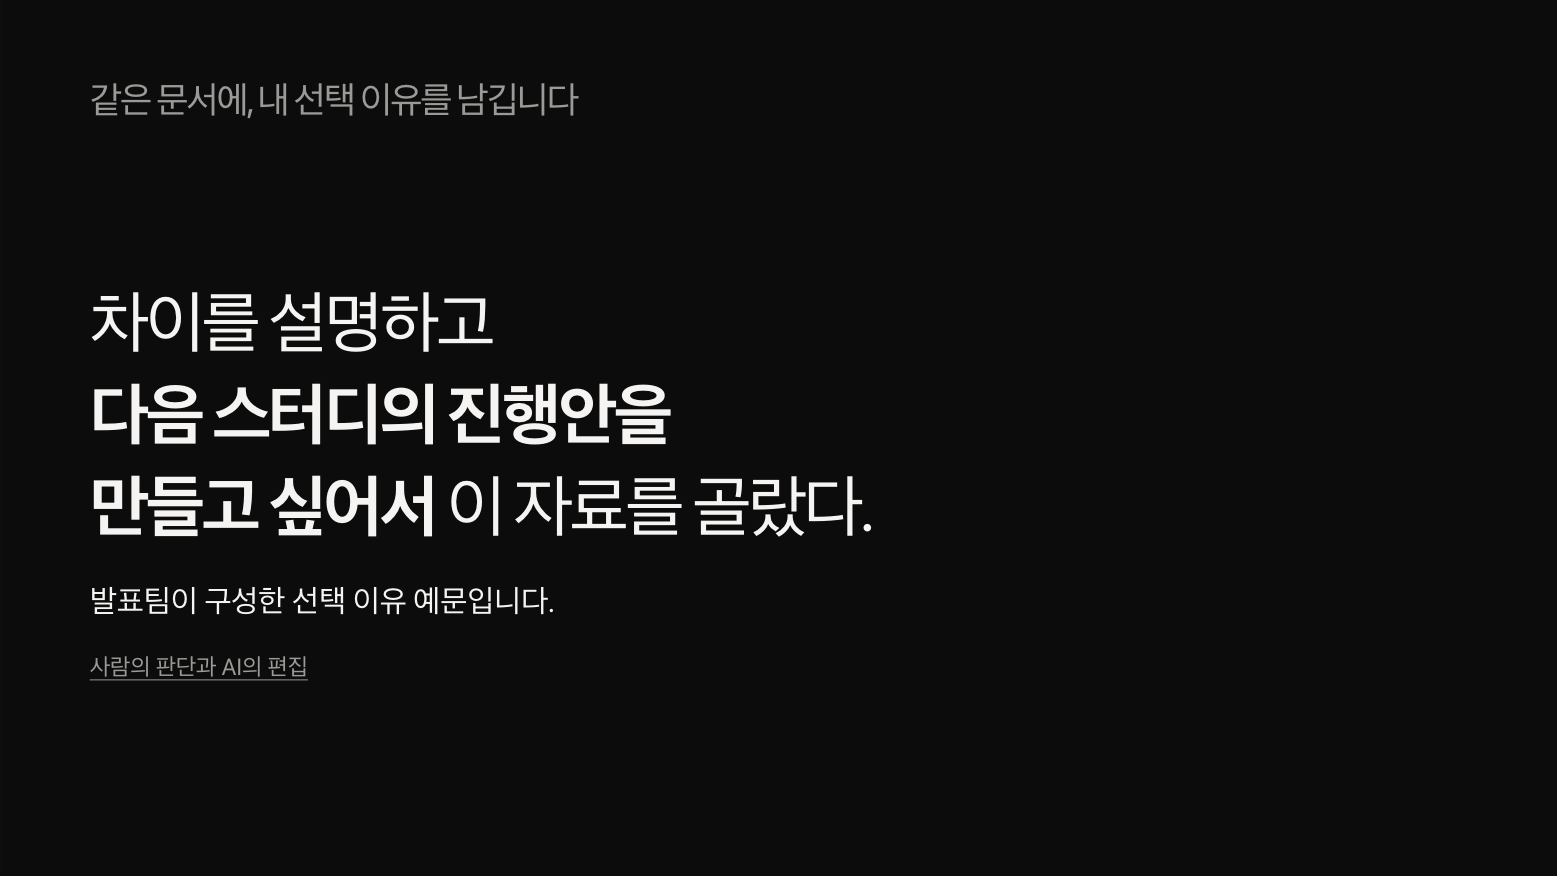 같은 문서에, 내 선택 이유를 남깁니다
차이를 설명하고
다음 스터디의 진행안을
만들고 싶어서 이 자료를 골랐다.
발표팀이 구성한 선택 이유 예문입니다.
사람의 판단과 AI의 편집